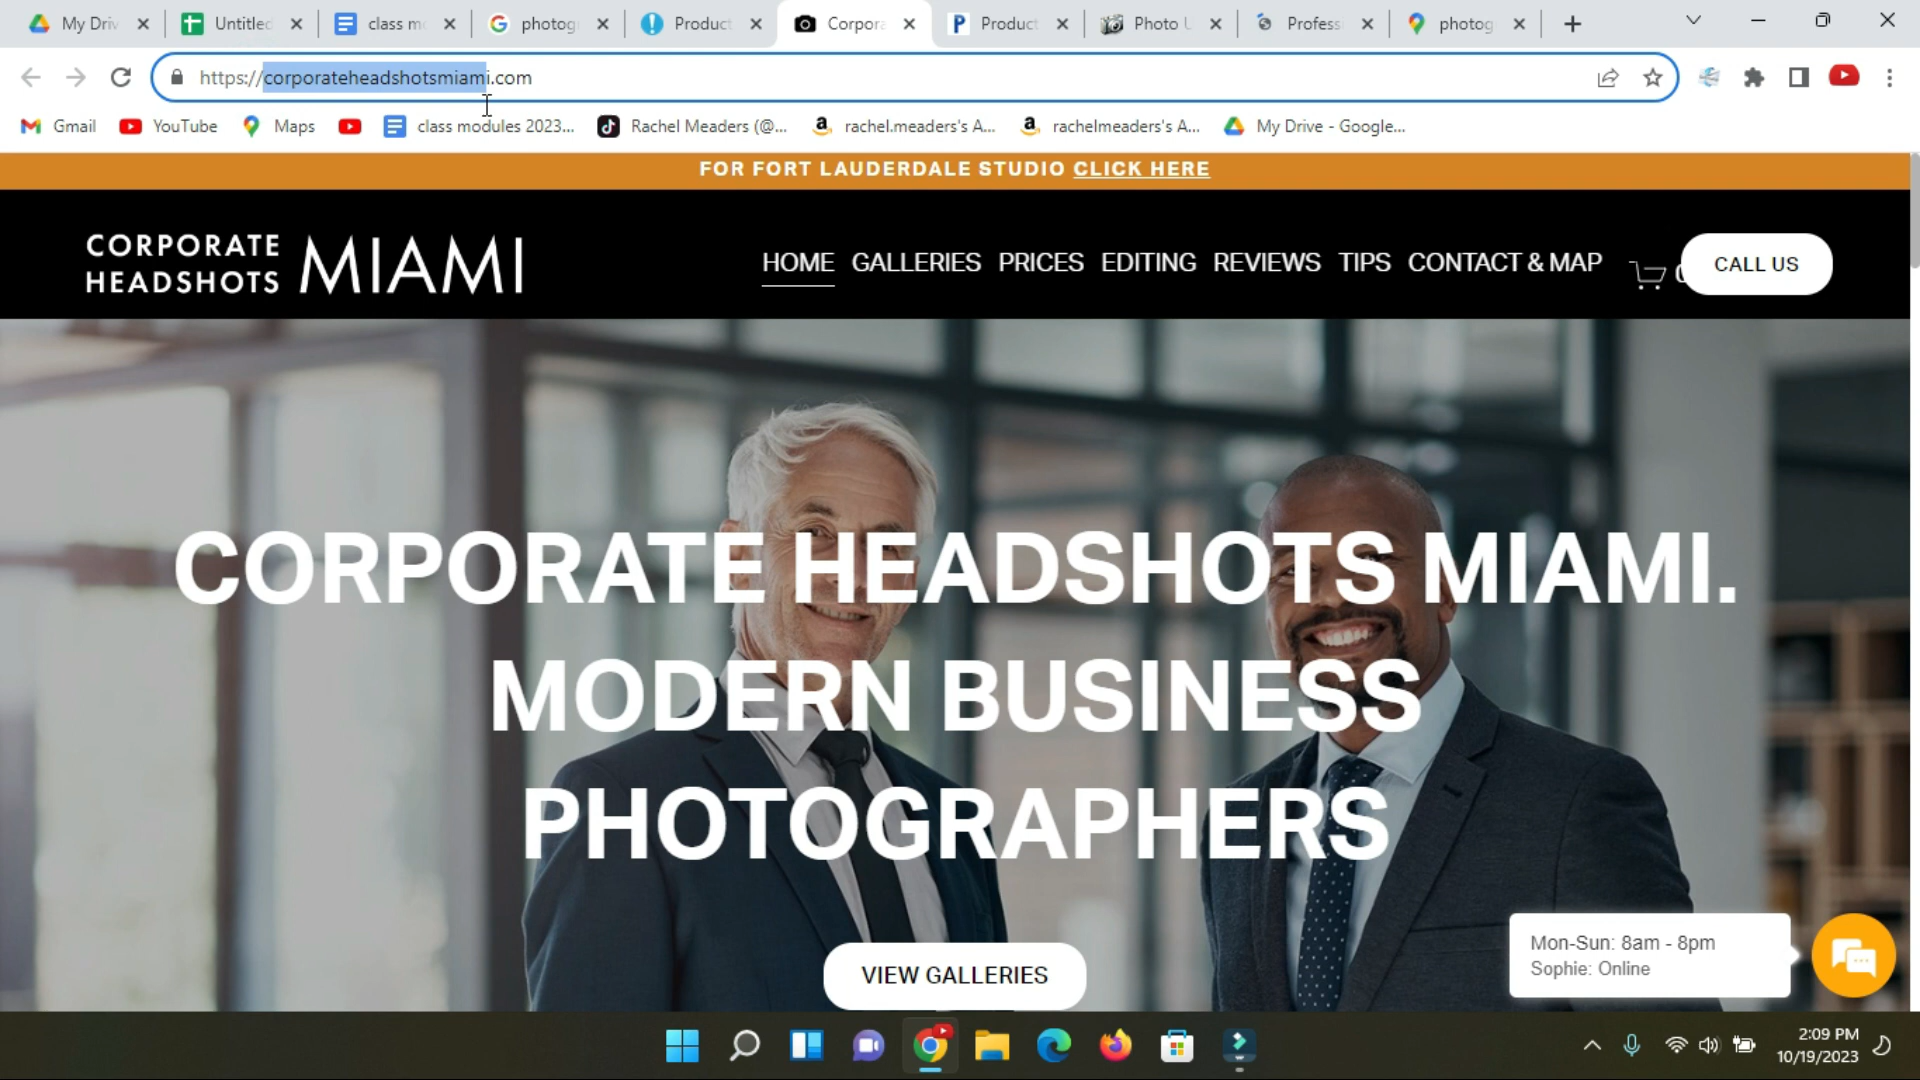 My Driv
Untitled
class m
photog
Product
Corpora
Product
Photo U
Profess
photog
https://corporateheadshotsmiami.com
Gmail
YouTube
Maps
class modules 2023...
Rachel Meaders (@...
rachel.meaders's A...
rachelmeaders's A...
My Drive - Google...
FOR FORT LAUDERDALE STUDIO CLICK HERE
CORPORATE
HEADSHOTS
MIAMI
HOME
GALLERIES
PRICES
EDITING
REVIEWS
TIPS
CONTACT & MAP
CALL US
CORPORATE HEADSHOTS MIAMI.
MODERN BUSINESS
PHOTOGRAPHERS
VIEW GALLERIES
Mon-Sun: 8am - 8pm
Sophie: Online
2:09 PM
10/19/2023